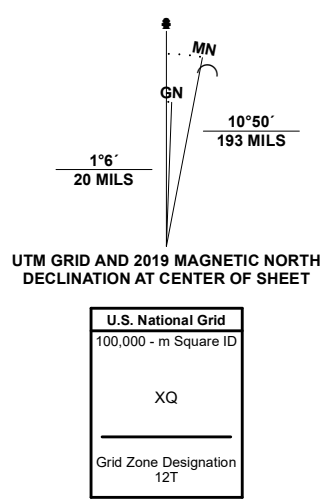 MN
GN
10°50´
193 MILS
1°6´
20 MILS
UTM GRID AND 2019 MAGNETIC NORTH
DECLINATION AT CENTER OF SHEET
U.S. National Grid
100,000 - m Square ID
XQ
Grid Zone Designation
12T